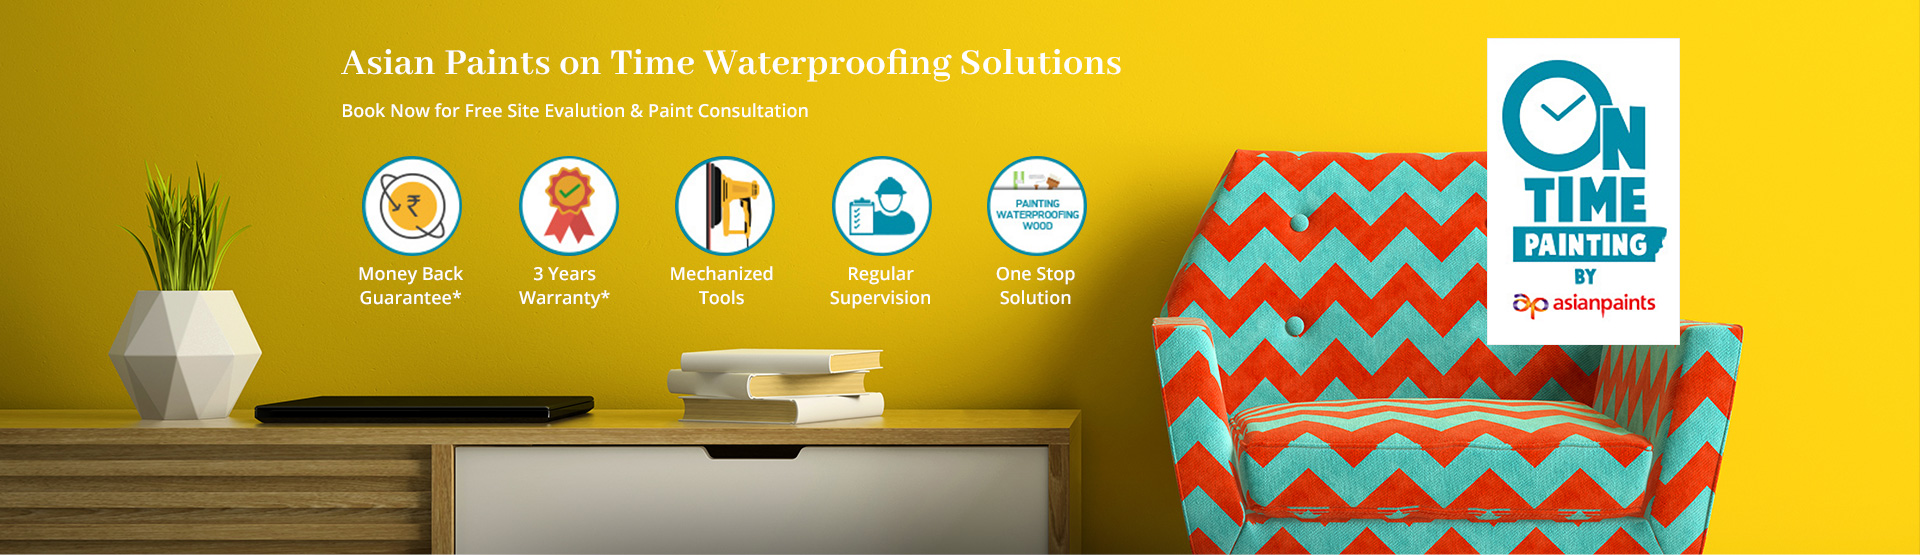 Asian Paints on Time Waterproofing Solutions
Book Now for Free Site Evalution & Paint Consultation
₹
PAINTING
WATERPROOFING
WOOD
Money Back
Guarantee*
3 Years
Warranty*
Mechanized
Tools
Regular
Supervision
One Stop
Solution
ON
TIME
PAINTING
BY
ap asianpaints